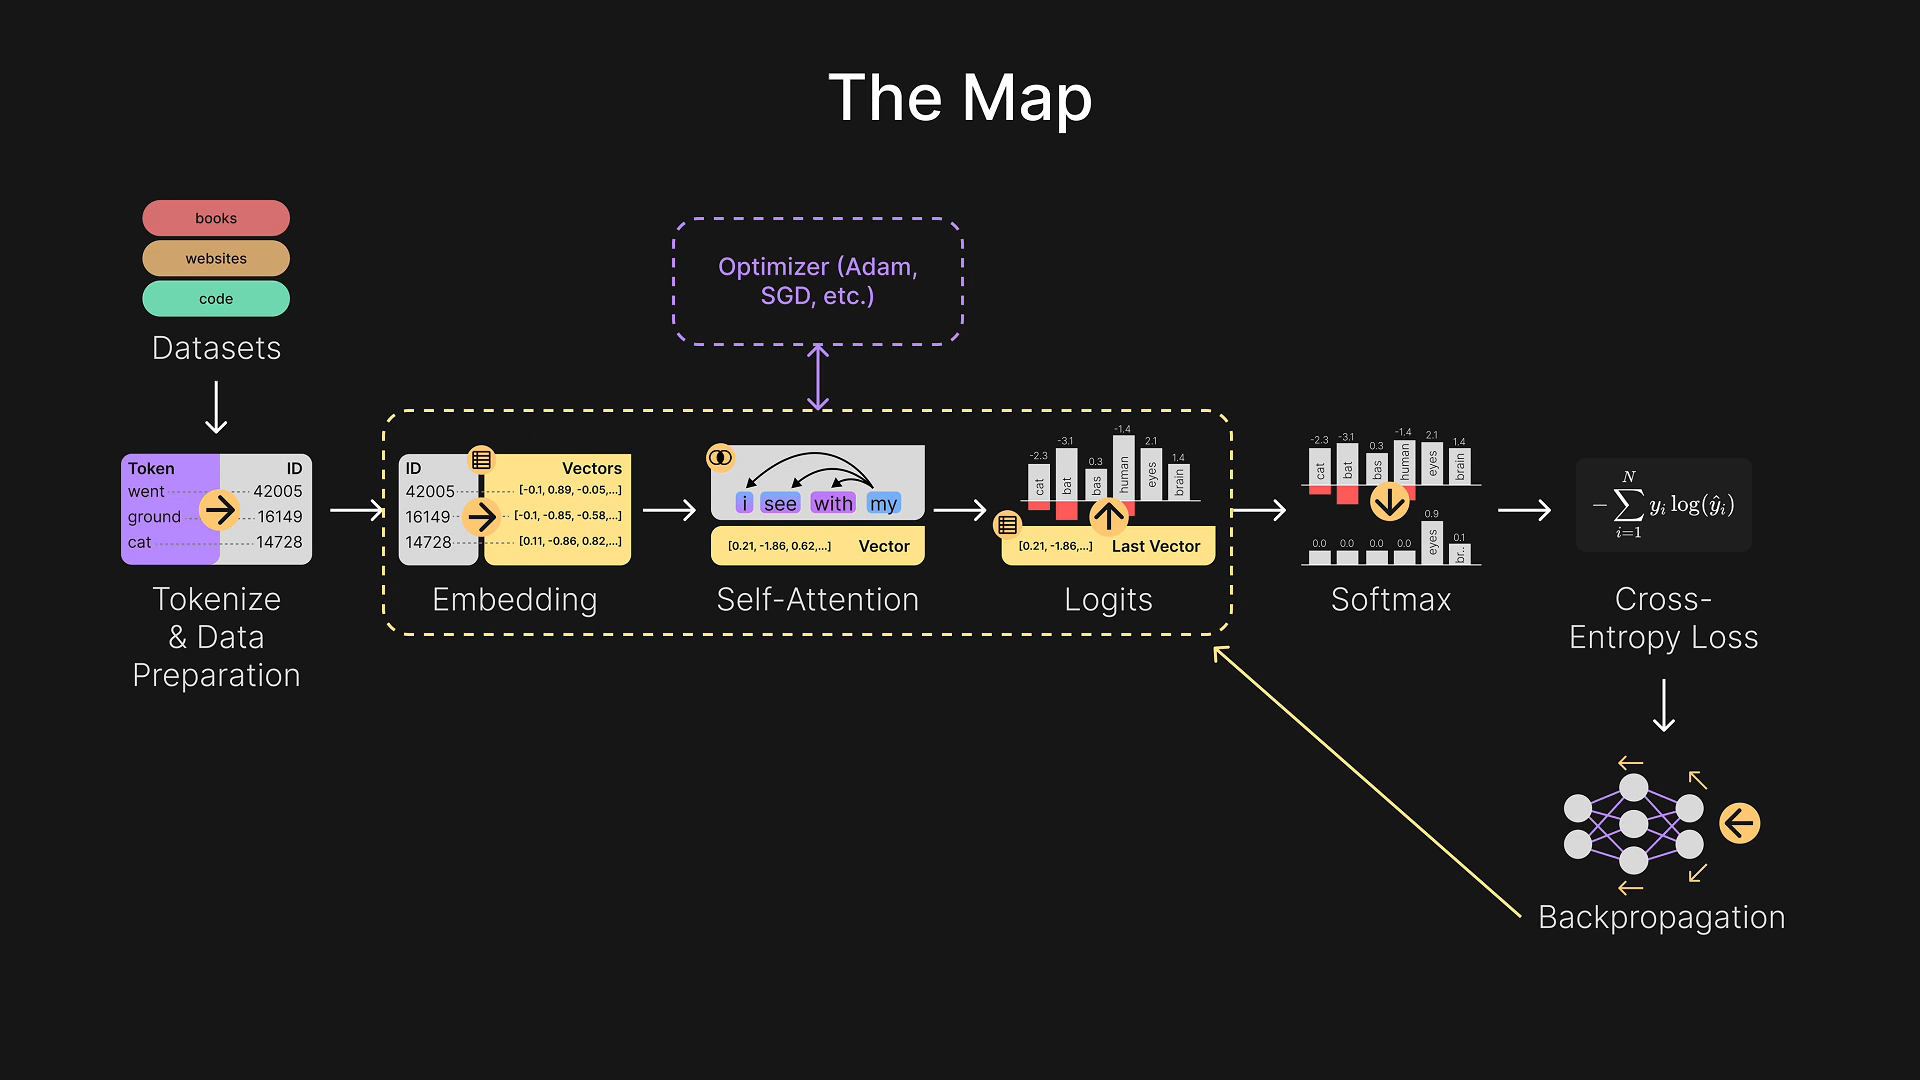 The Map
books
websites
code
Datasets
Optimizer (Adam,
SGD, etc.)
Token ID
went 42005
ground 16149
cat 14728
Tokenize
& Data
Preparation
ID Vectors
42005 [-0.1, 0.89, -0.05,...]
16149 [-0.1, -0.85, -0.58,...]
14728 [0.11, -0.86, 0.82,...]
Embedding
i see with my
[0.21, -1.86, 0.62,...] Vector
Self-Attention
-2.3 -3.1 0.3 -1.4 2.1 1.4
cat bat bas human eyes brain
[0.21, -1.86,...] Last Vector
Logits
-2.3 -3.1 0.3 -1.4 2.1 1.4
cat bat bas human eyes brain
0.0 0.0 0.0 0.0 0.9 0.1
eyes br..
Softmax
− ∑_{i=1}^{N} y_i log(ŷ_i)
Cross-
Entropy Loss
Backpropagation